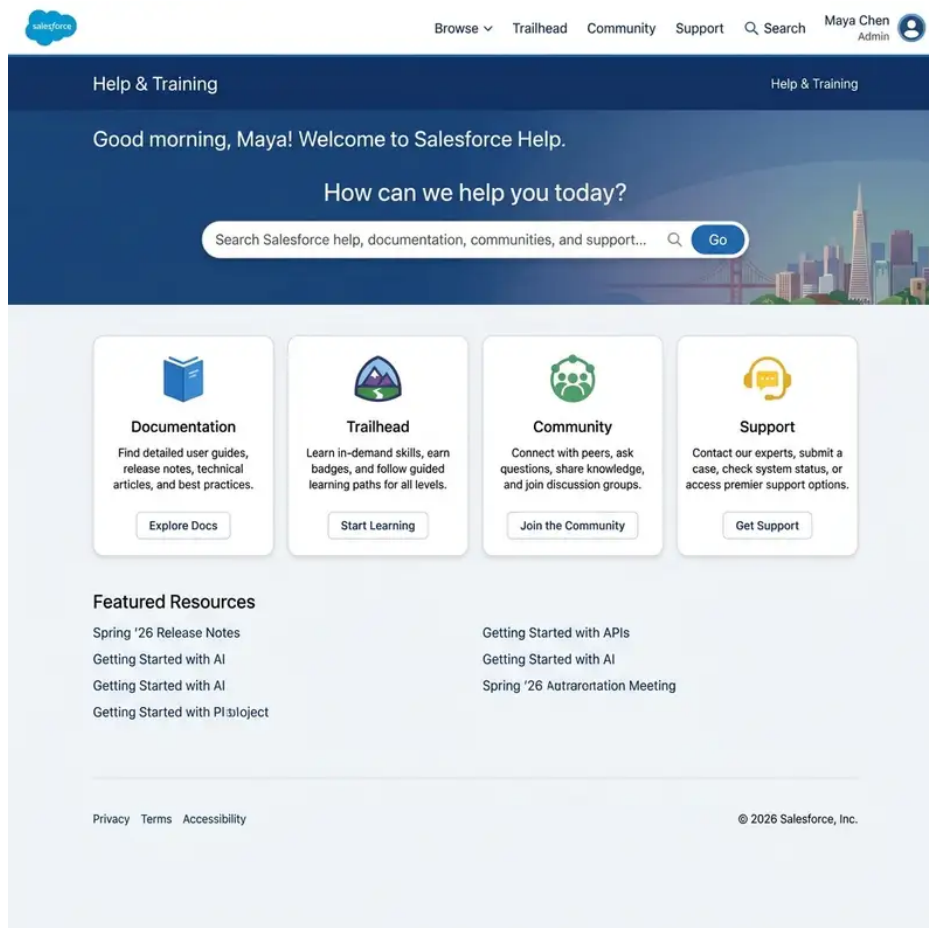 salesforce
Browse
Trailhead
Community
Support
Search
Maya Chen
Admin
Help & Training
Help & Training
Good morning, Maya! Welcome to Salesforce Help.
How can we help you today?
Search Salesforce help, documentation, communities, and support...
Go
Documentation
Find detailed user guides,
release notes, technical
articles, and best practices.
Explore Docs
Trailhead
Learn in-demand skills, earn
badges, and follow guided
learning paths for all levels.
Start Learning
Community
Connect with peers, ask
questions, share knowledge,
and join discussion groups.
Join the Community
Support
Contact our experts, submit a
case, check system status, or
access premier support options.
Get Support
Featured Resources
Spring '26 Release Notes
Getting Started with AI
Getting Started with AI
Getting Started with
Getting Started with APIs
Getting Started with AI
Spring '26 Meeting
Privacy Terms Accessibility
© 2026 Salesforce, Inc.